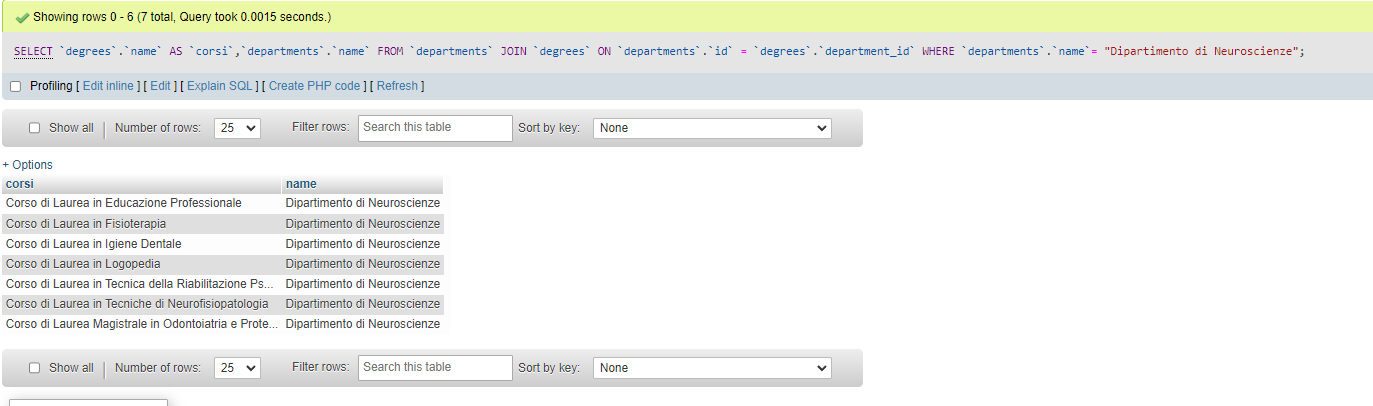 Showing rows 0 - 6 (7 total, Query took 0.0015 seconds.)
SELECT `degrees`.`name` AS `corsi`,`departments`.`name` FROM `departments` JOIN `degrees` ON `departments`.`id` = `degrees`.`department_id` WHERE `departments`.`name`= "Dipartimento di Neuroscienze";
Profiling [ Edit inline ] [ Edit ] [ Explain SQL ] [ Create PHP code ] [ Refresh ]
Show all | Number of rows: 25 Filter rows: Search this table Sort by key: None
+ Options
corsi name
Corso di Laurea in Educazione Professionale Dipartimento di Neuroscienze
Corso di Laurea in Fisioterapia Dipartimento di Neuroscienze
Corso di Laurea in Igiene Dentale Dipartimento di Neuroscienze
Corso di Laurea in Logopedia Dipartimento di Neuroscienze
Corso di Laurea in Tecnica della Riabilitazione Ps... Dipartimento di Neuroscienze
Corso di Laurea in Tecniche di Neurofisiopatologia Dipartimento di Neuroscienze
Corso di Laurea Magistrale in Odontoiatria e Prote... Dipartimento di Neuroscienze
Show all | Number of rows: 25 Filter rows: Search this table Sort by key: None